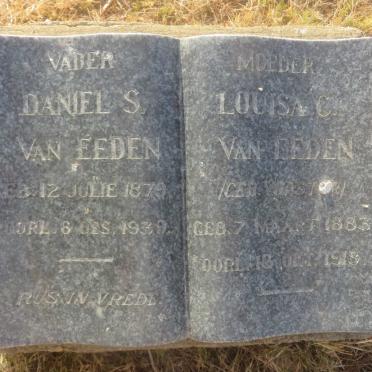 VADER
DANIEL S.
VAN EEDEN
GEB. 12 JULIE 1879
OORL. 8 DES. 1939.
RUS IN VREDE.
MOEDER
LOUISA C.
VAN EEDEN
GEB. 7 MAART 1883
OORL. 18 1919.